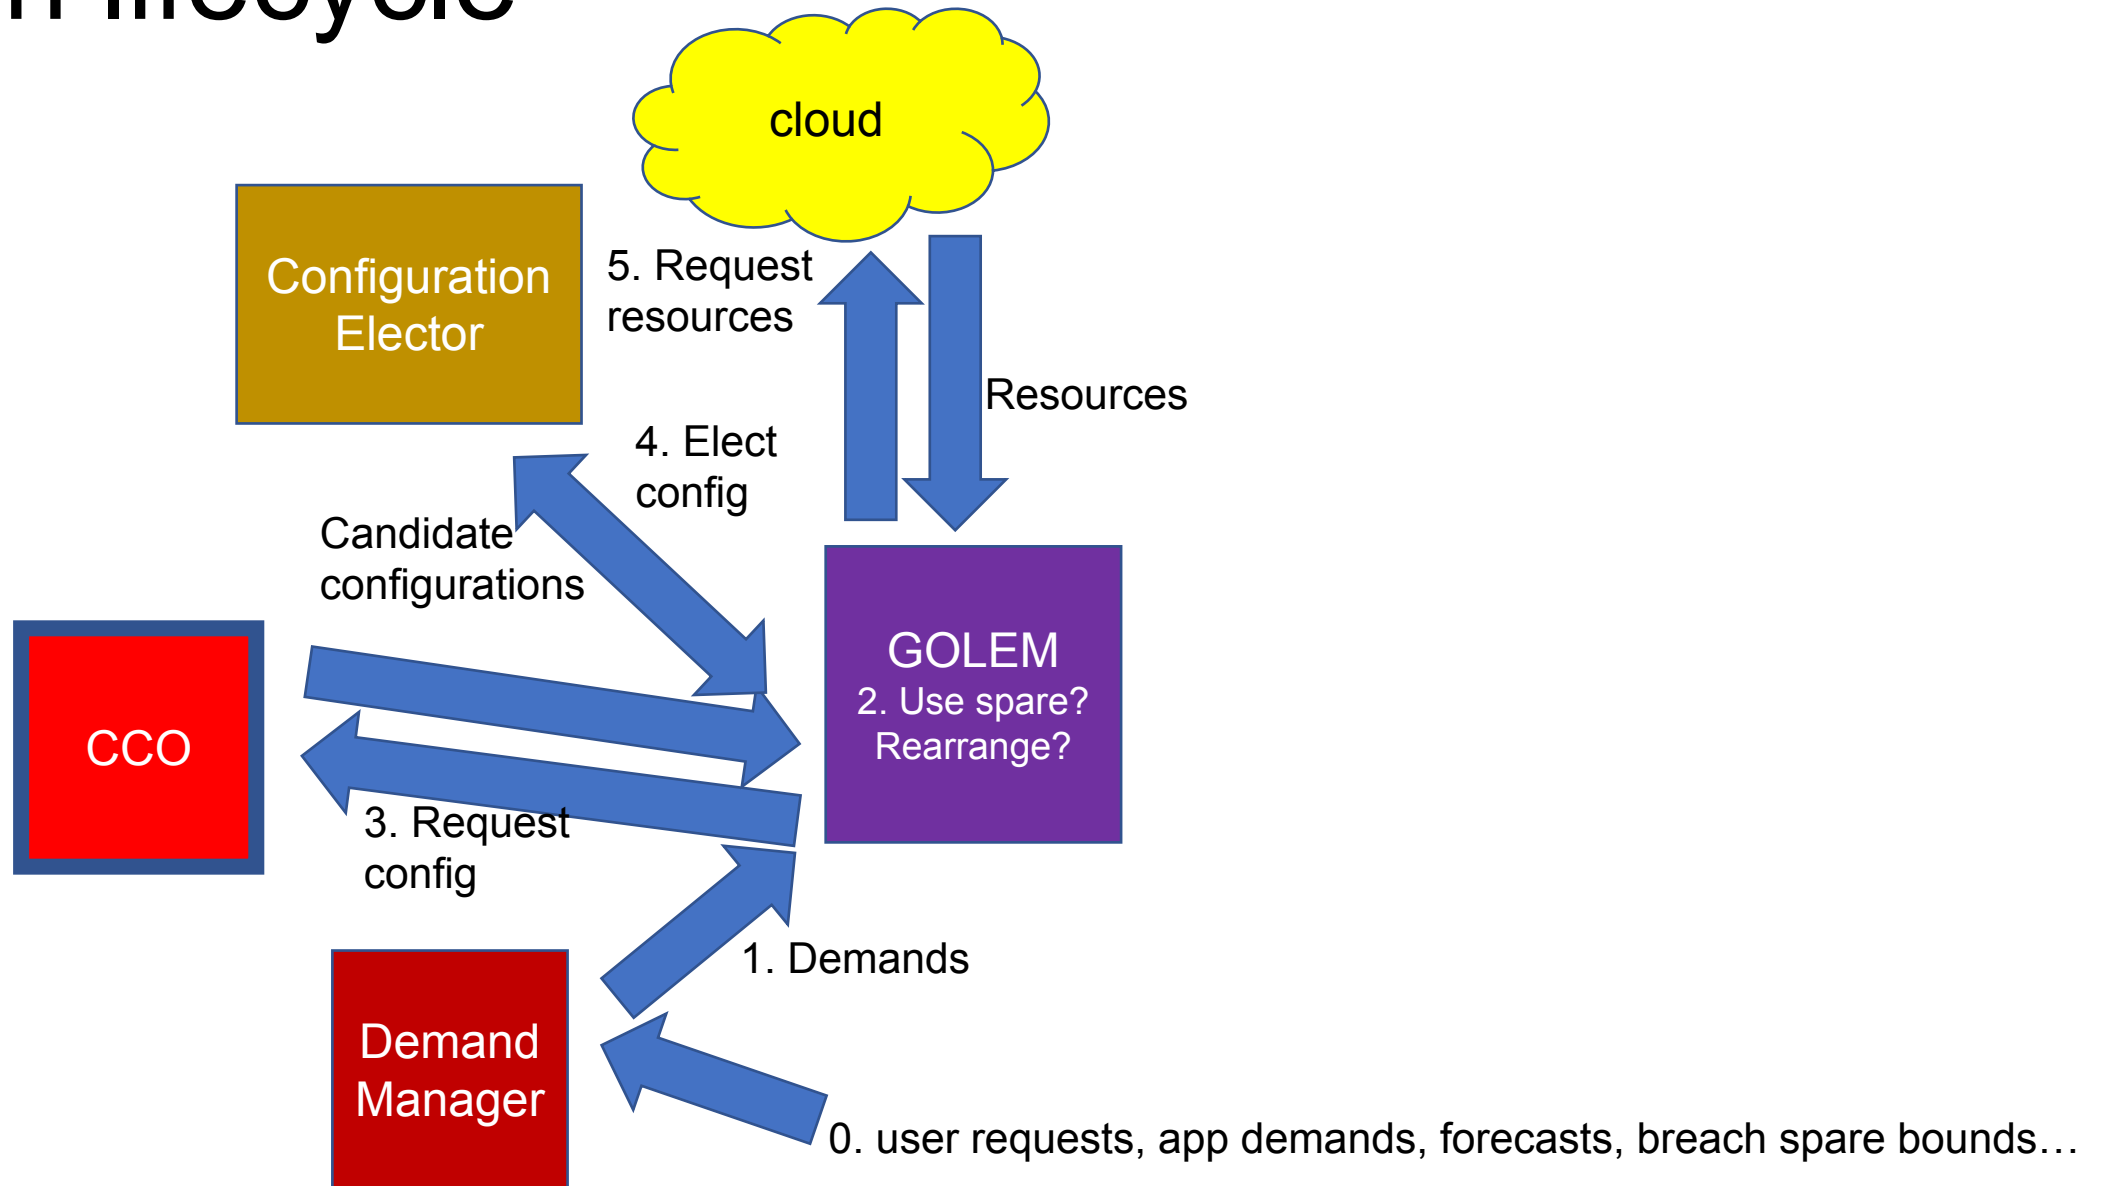 lifecycle
cloud
Configuration
Elector
5. Request
resources
Resources
4. Elect
config
Candidate
configurations
GOLEM
2. Use spare?
Rearrange?
CCO
3. Request
config
1. Demands
Demand
Manager
0. user requests, app demands, forecasts, breach spare bounds…